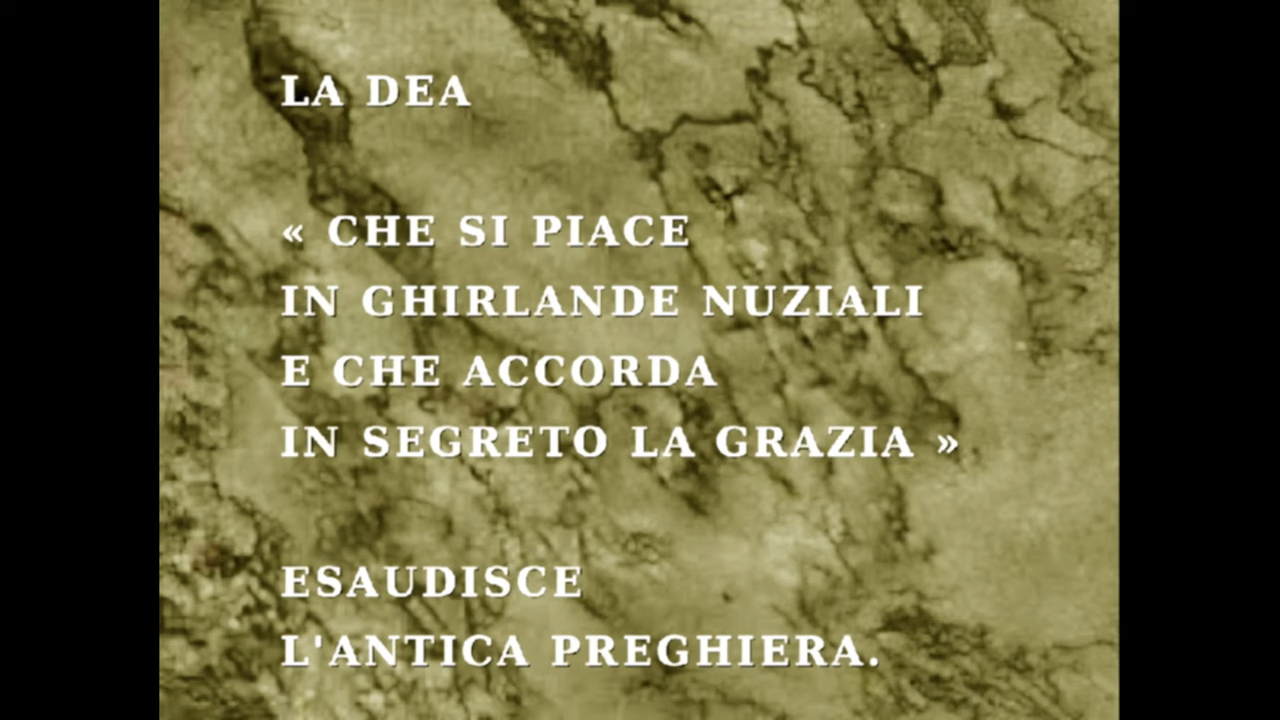 LA DEA
« CHE SI PIACE
IN GHIRLANDE NUZIALI
E CHE ACCORDA
IN SEGRETO LA GRAZIA »
ESAUDISCE
L'ANTICA PREGHIERA.